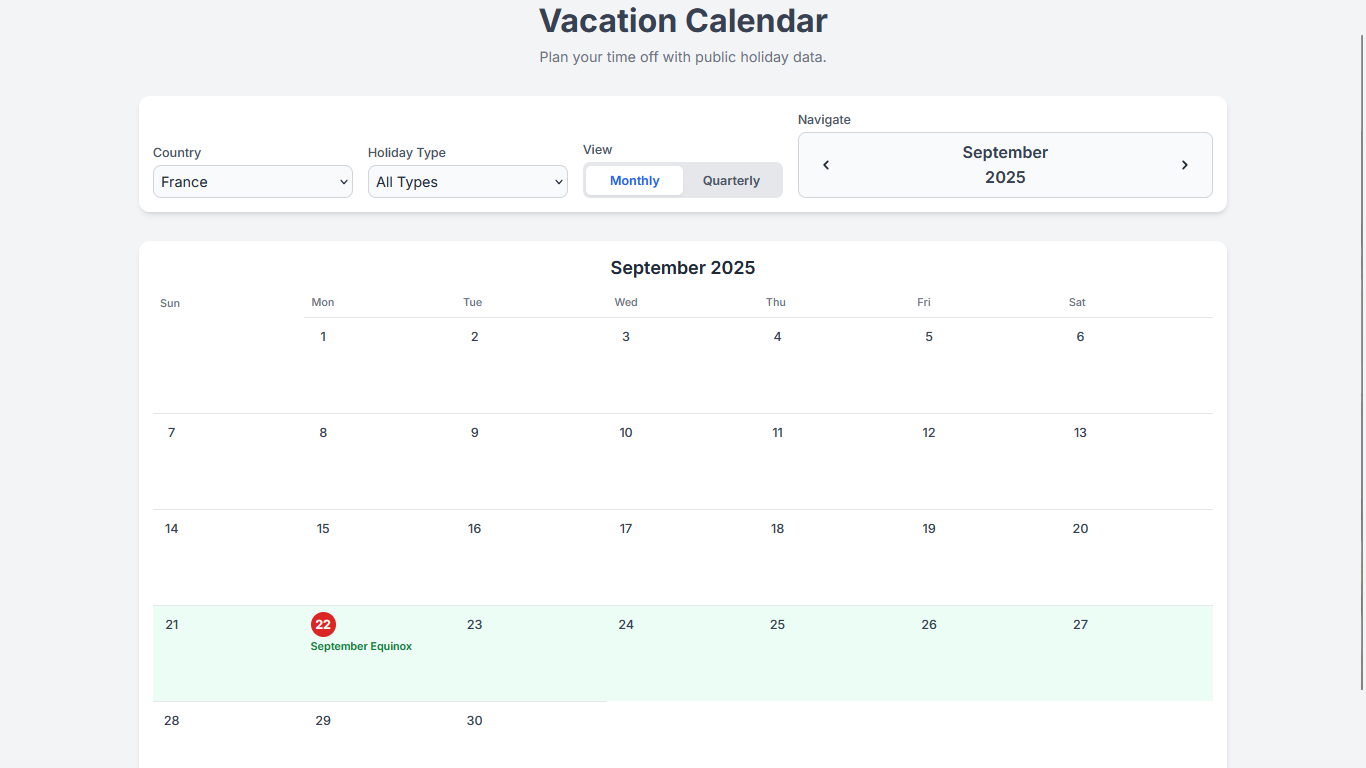 Vacation Calendar
Plan your time off with public holiday data.
Navigate
Country
Holiday Type
View
France
All Types
Monthly
Quarterly
September
2025
September 2025
Sun Mon Tue Wed Thu Fri Sat
1 2 3 4 5 6
7 8 9 10 11 12 13
14 15 16 17 18 19 20
21 22 23 24 25 26 27
September Equinox
28 29 30